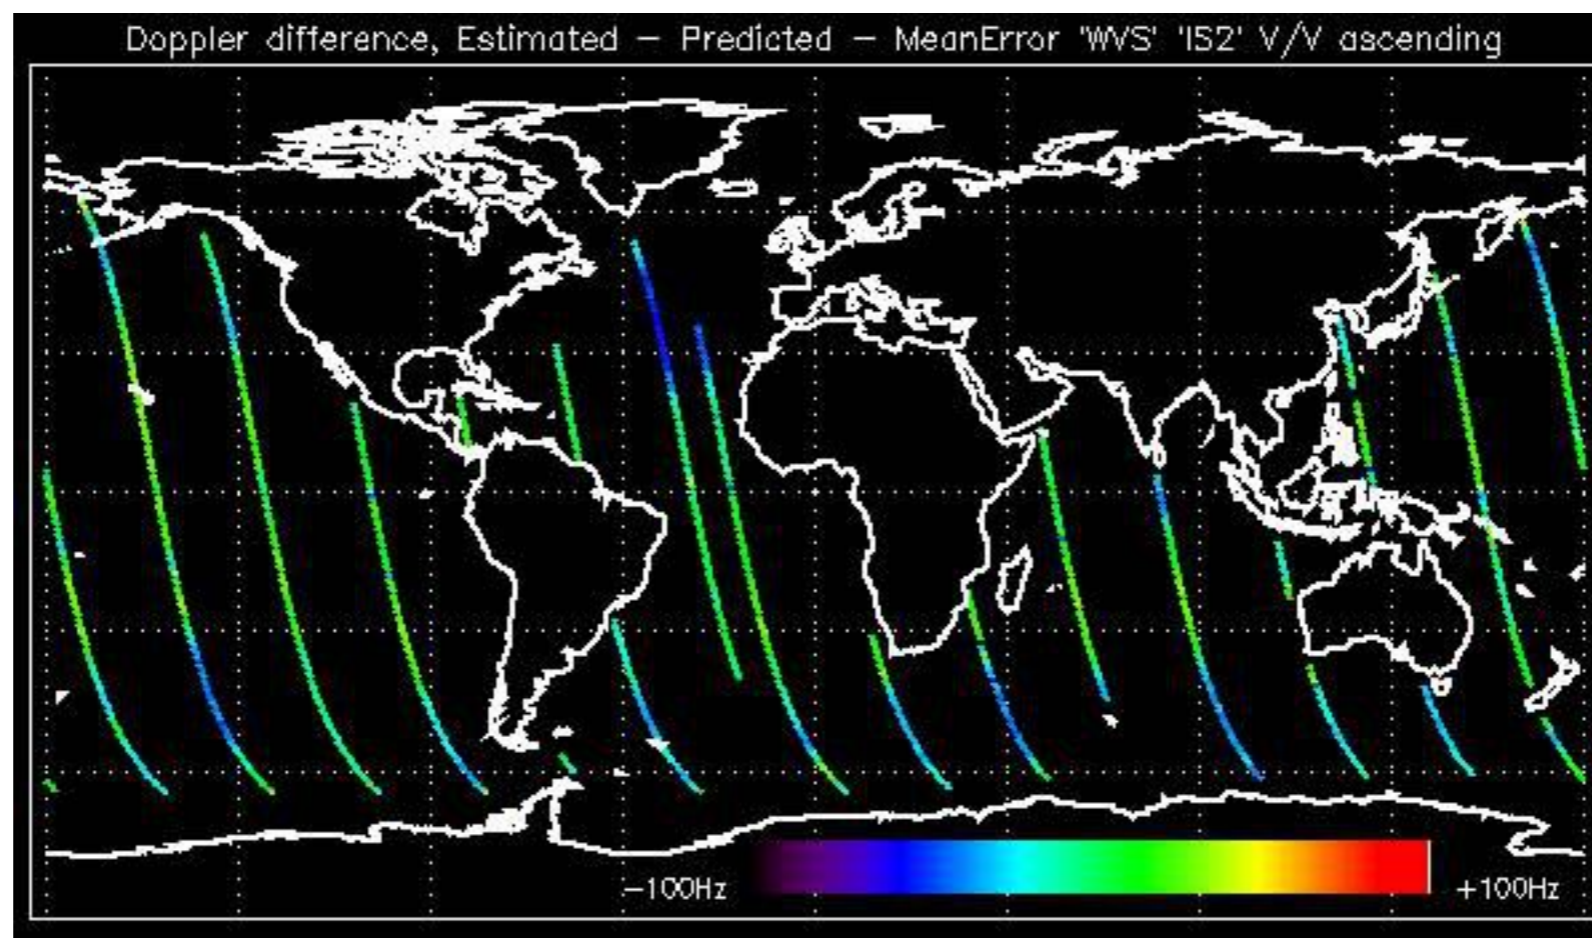 Doppler difference, Estimated – Predicted – MeanError 'WVS' 'IS2' V/V ascending
–100Hz +100Hz